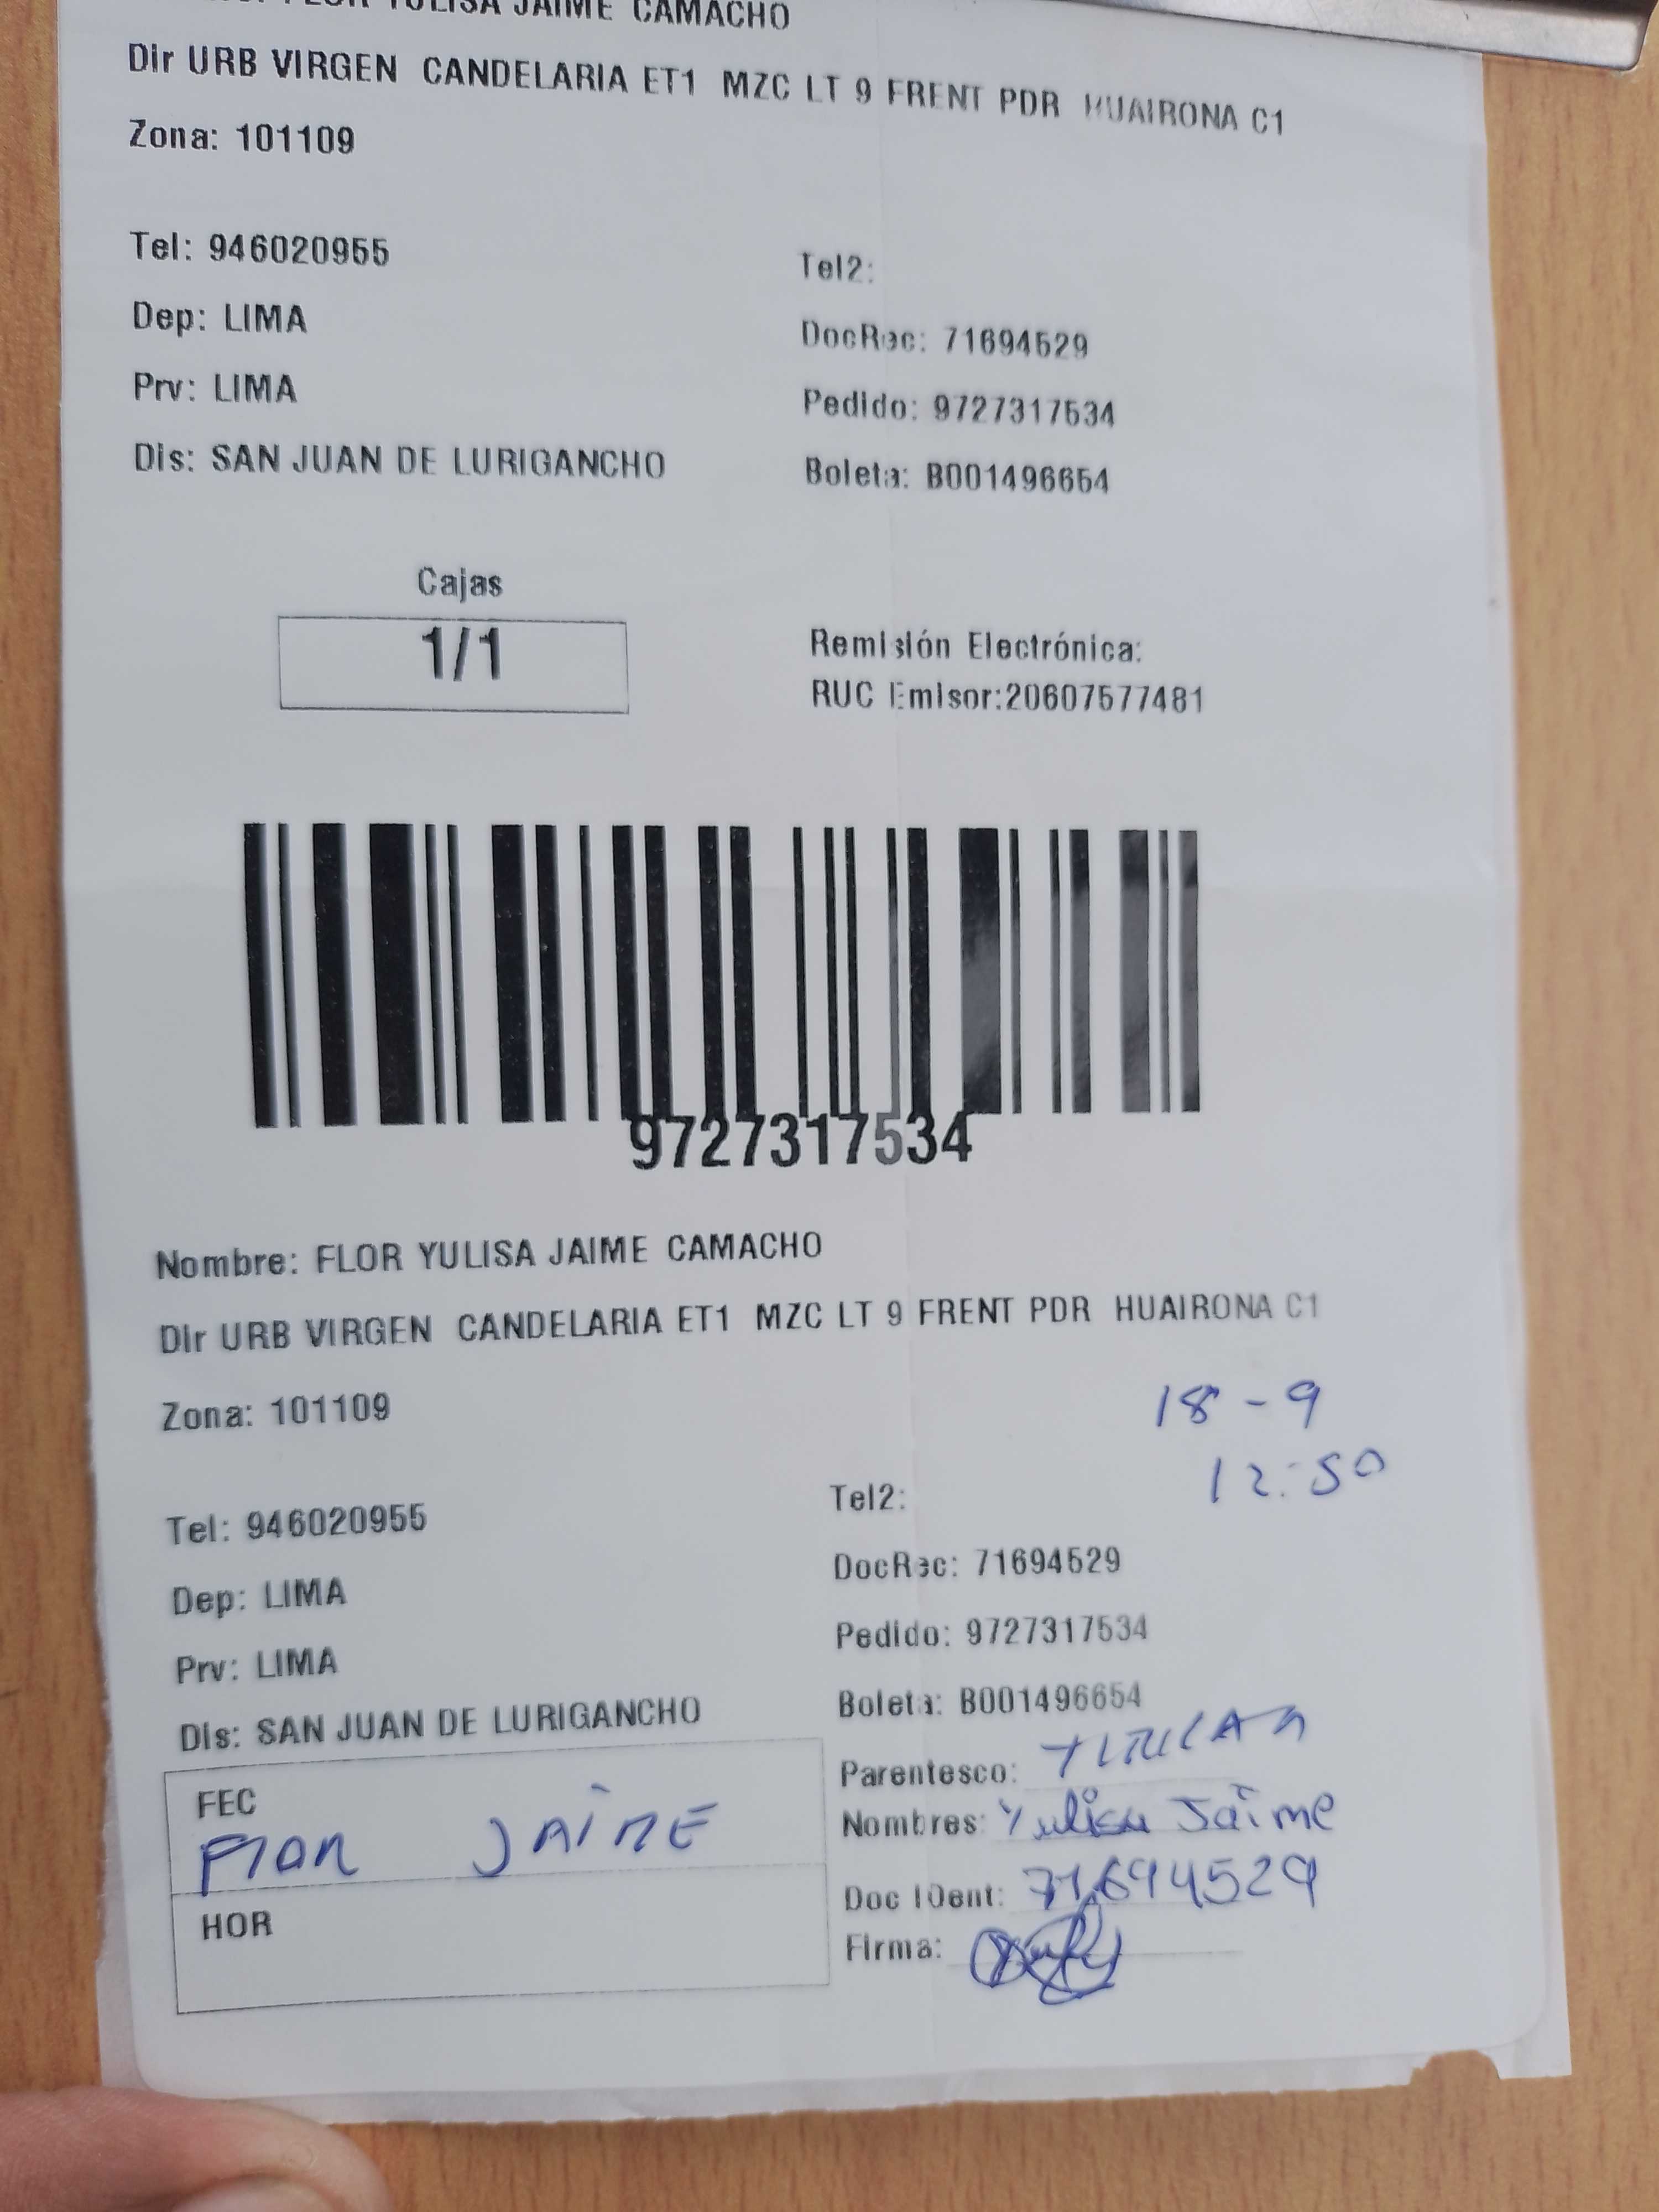 FLOR YULISA JAIME CAMACHO
Dir URB VIRGEN CANDELARIA ET1 MZC LT 9 FRENT PDR HUAIRONA C1
Zona: 101109
Tel: 946020955
Tel2:
Dep: LIMA
DocRec: 71694529
Prv: LIMA
Pedido: 9727317534
Dis: SAN JUAN DE LURIGANCHO
Boleta: B001496654
Cajas
1/1
Remisión Electrónica:
RUC Emisor:20607577481
9727317534
Nombre: FLOR YULISA JAIME CAMACHO
Dir URB VIRGEN CANDELARIA ET1 MZC LT 9 FRENT PDR HUAIRONA C1
Zona: 101109
18-9
12:50
Tel: 946020955
Tel2:
Dep: LIMA
DocRec: 71694529
Prv: LIMA
Pedido: 9727317534
Dis: SAN JUAN DE LURIGANCHO
Boleta: B001496654
FEC
Flor JAIME
HOR
Parentesco: TITULAR
Nombres: Yulisa Jaime
Doc IDent: 71694529
Firma: